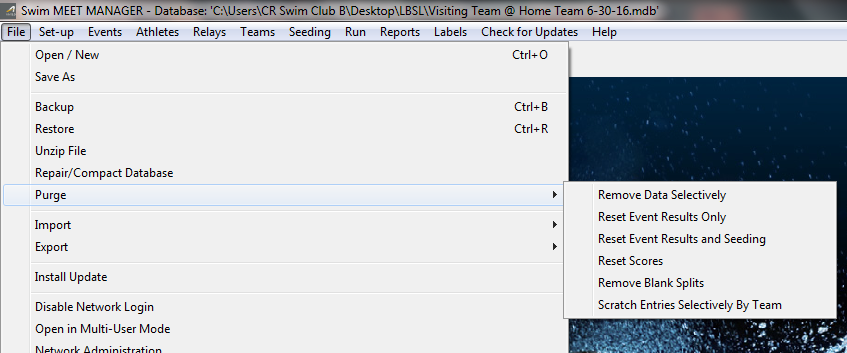 Swim MEET MANAGER - Database: 'C:\Users\CR Swim Club B\Desktop\LBSL\Visiting Team @ Home Team 6-30-16.mdb'
File Set-up Events Athletes Relays Teams Seeding Run Reports Labels Check for Updates Help
Open / New Ctrl+O
Save As
Backup Ctrl+B
Restore Ctrl+R
Unzip File
Repair/Compact Database
Purge
Remove Data Selectively
Reset Event Results Only
Reset Event Results and Seeding
Reset Scores
Remove Blank Splits
Scratch Entries Selectively By Team
Import
Export
Install Update
Disable Network Login
Open in Multi-User Mode
Network Administration